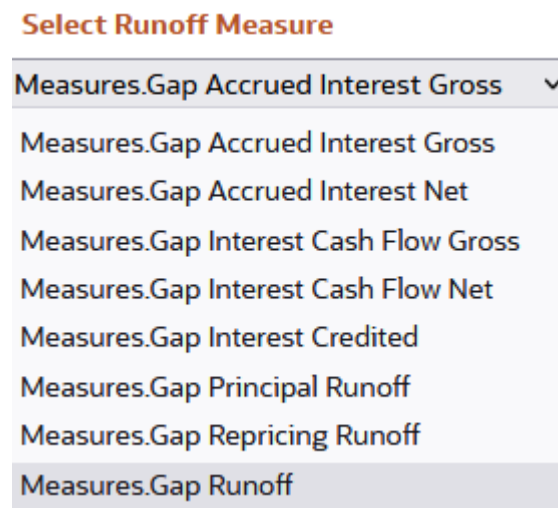 Select Runoff Measure
Measures.Gap Accrued Interest Gross
Measures.Gap Accrued Interest Gross
Measures.Gap Accrued Interest Net
Measures.Gap Interest Cash Flow Gross
Measures.Gap Interest Cash Flow Net
Measures.Gap Interest Credited
Measures.Gap Principal Runoff
Measures.Gap Repricing Runoff
Measures.Gap Runoff